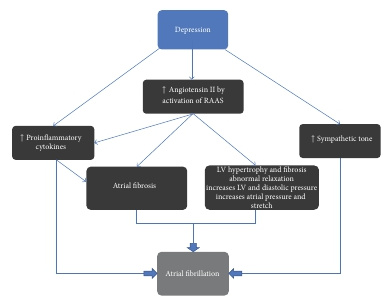 Depression
↑ Angiotensin II by
activation of RAAS
↑ Proinflammatory
cytokines
↑ Sympathetic tone
Atrial fibrosis
LV hypertrophy and fibrosis
abnormal relaxation
increases LV and diastolic pressure
increases atrial pressure and
stretch
Atrial fibrillation